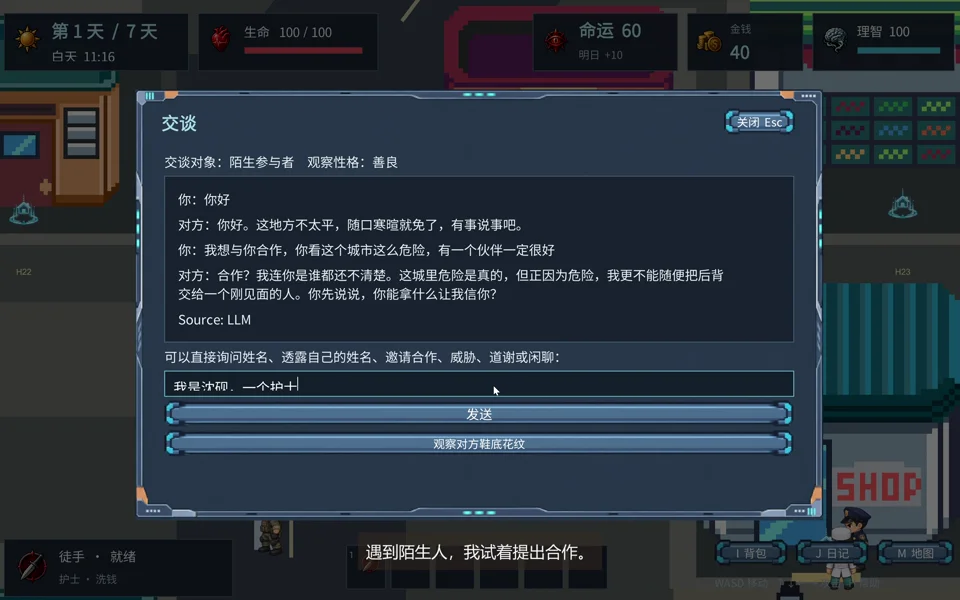 第1天 / 7天
白天 11:16
生命 100 / 100
命运 60
明日 +10
金钱
40
理智 100
交谈
关闭 Esc
交谈对象：陌生参与者 观察性格：善良
你：你好
对方：你好。这地方不太平，随口寒暄就免了，有事说事吧。
你：我想与你合作，你看这个城市这么危险，有一个伙伴一定很好
对方：合作？我连你是谁都还不清楚。这城里危险是真的，但正因为危险，我更不能随便把后背
交给一个刚见面的人。你先说说，你能拿什么让我信你？
Source: LLM
可以直接询问姓名、透露自己的姓名、邀请合作、威胁、道谢或闲聊：
我是沈砚，一个护士
发送
观察对方鞋底花纹
H22
H23
SHOP
徒手 · 就绪
护士 · 洗钱
1
遇到陌生人，我试着提出合作。
I 背包
J 日记
M 地图